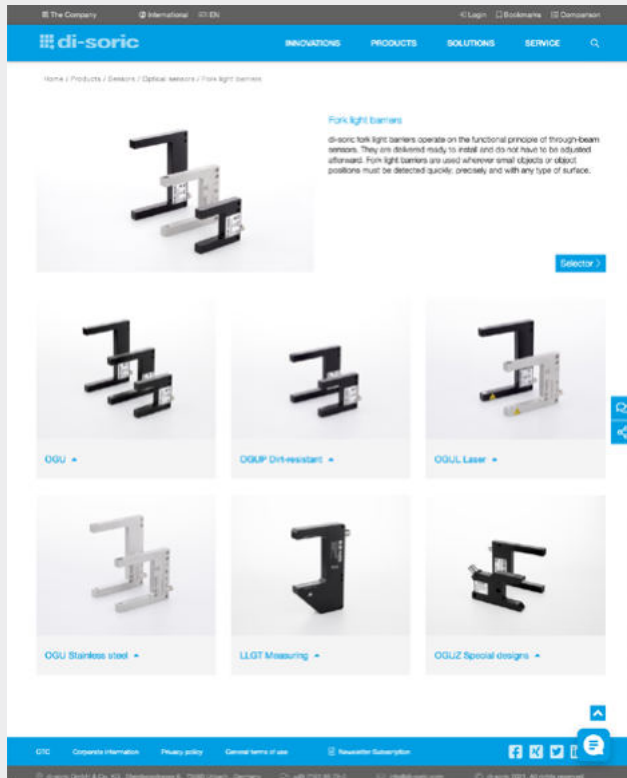 The Company International EN Login Bookmarks Comparison
di-soric INNOVATIONS PRODUCTS SOLUTIONS SERVICE
Home / Products / Sensors / Optical sensors / Fork light barriers
Fork light barriers
di-soric fork light barriers operate on the functional principle of through-beam
sensors. They are delivered ready to install and do not have to be adjusted
afterward. Fork light barriers are used wherever small objects or object
positions must be detected quickly, precisely and with any type of surface.
Selector
OGU
OGUP Dirt-resistant
OGUL Laser
OGU Stainless steel
LLGT Measuring
OGUZ Special designs
GTC Corporate information Privacy policy General terms of use Newsletter-Subscription